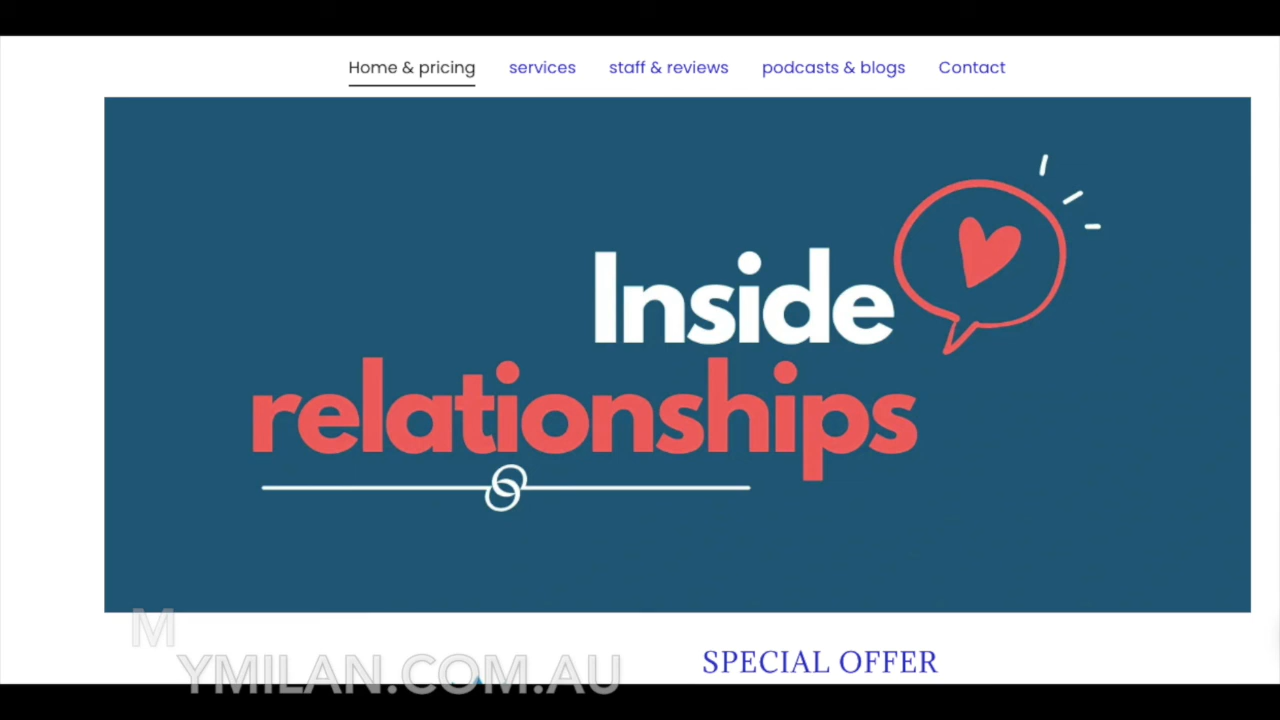 Home & pricing services staff & reviews podcasts & blogs Contact
Inside
relationships
SPECIAL OFFER
M
YMILAN.COM.AU